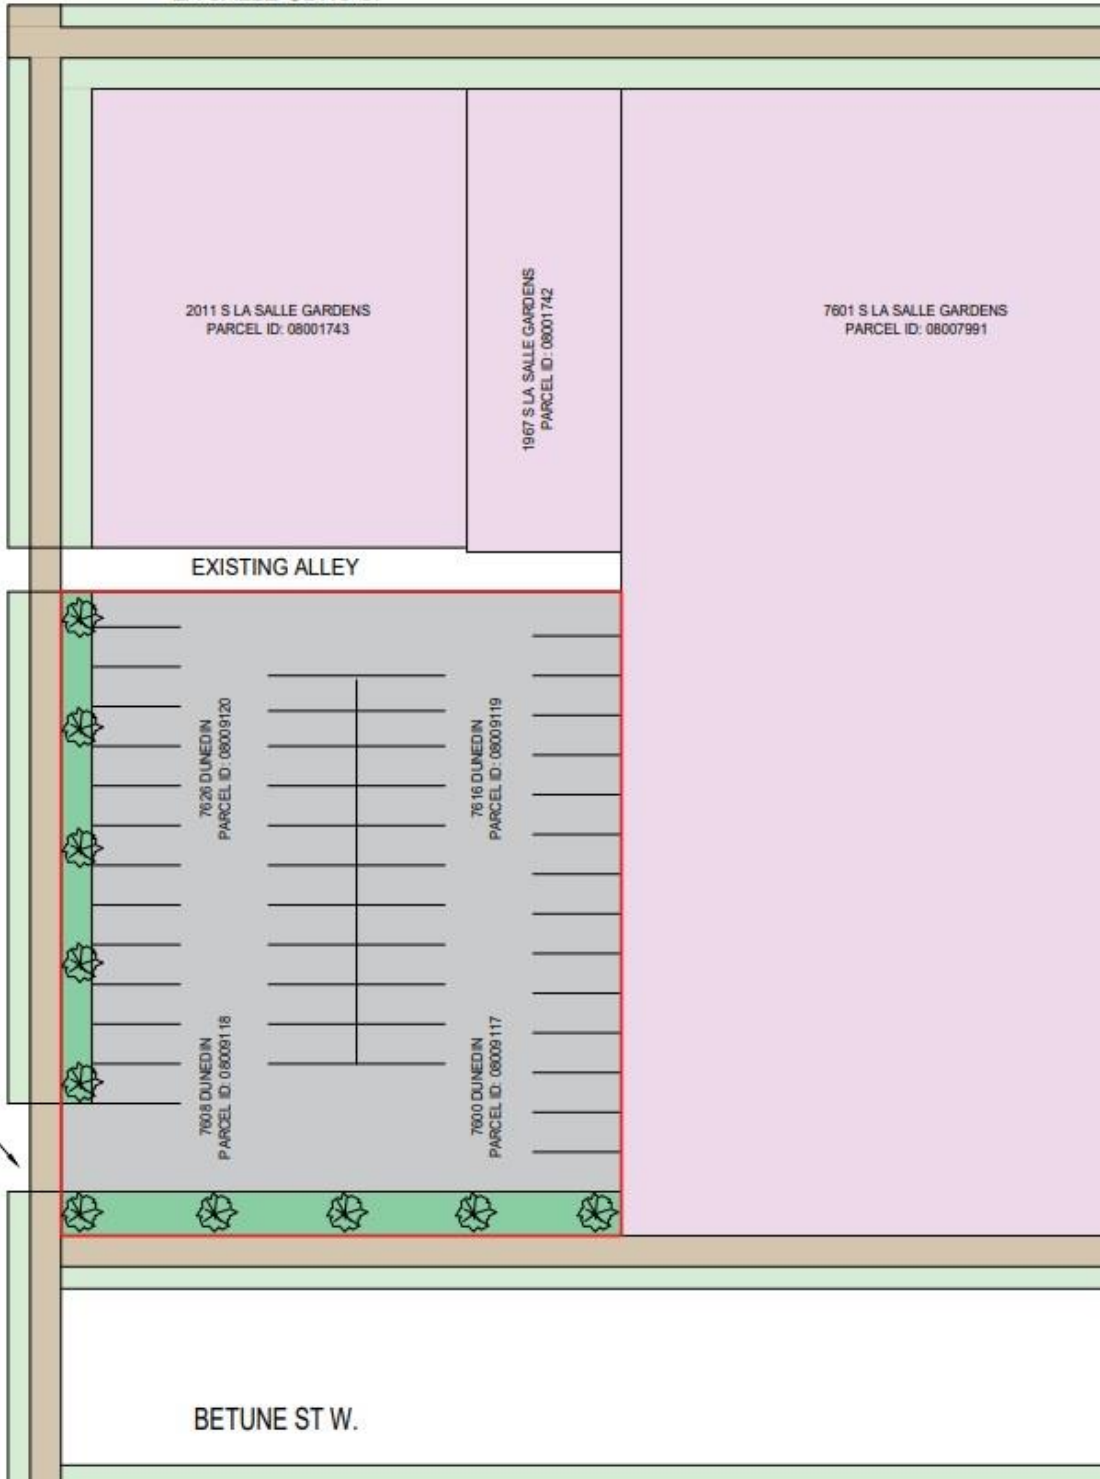 2011 S LA SALLE GARDENS
PARCEL ID: 08001743
1967 S LA SALLE GARDENS
PARCEL ID: 08001742
7601 S LA SALLE GARDENS
PARCEL ID: 08007991
EXISTING ALLEY
7626 DUNEDIN
PARCEL ID: 08009120
7616 DUNEDIN
PARCEL ID: 08009119
7608 DUNEDIN
PARCEL ID: 08009118
7600 DUNEDIN
PARCEL ID: 08009117
BETUNE ST W.